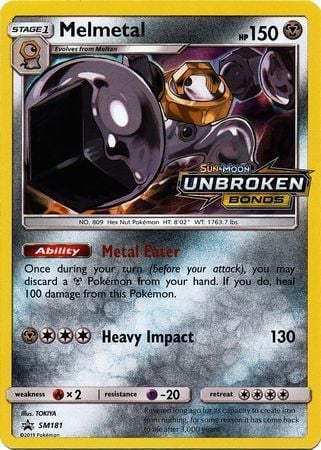 STAGE1
Melmetal
HP150
Evolves from Meltan
SUN & MOON
UNBROKEN
BONDS
NO. 809 Hex Nut Pokémon HT: 8'02" WT: 1763.7 lbs.
Ability Metal Eater
Once during your turn (before your attack), you may
discard a Pokémon from your hand. If you do, heal
100 damage from this Pokémon.
Heavy Impact 130
weakness × 2 resistance -20 retreat
Illus. TOKIYA
SM181
©2019 Pokémon
Revered long ago for its capacity to create iron
from nothing, for some reason it has come back
to life after 3,000 years.